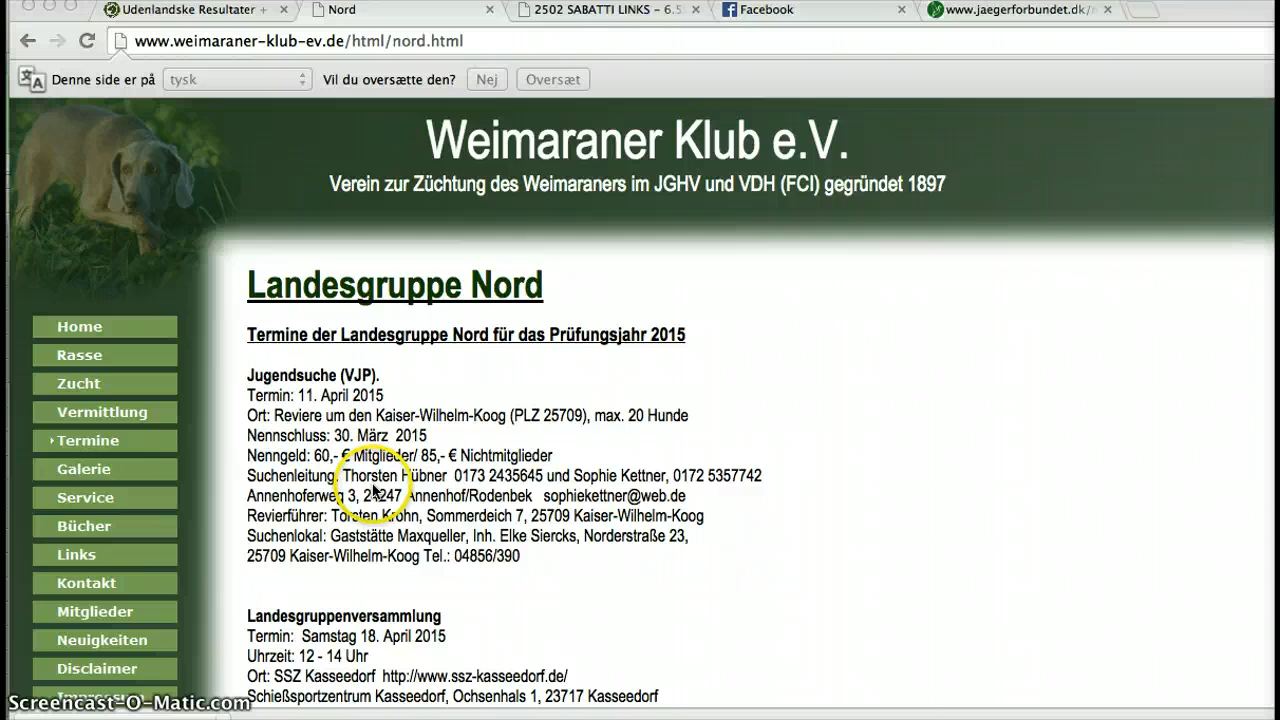 Udenlandske Resultater +
Nord
2502 SABATTI LINKS – 6.5
Facebook
www.jaegerforbundet.dk/
www.weimaraner-klub-ev.de/html/nord.html
Denne side er på tysk Vil du oversætte den? Nej Oversæt
Weimaraner Klub e.V.
Verein zur Züchtung des Weimaraners im JGHV und VDH (FCI) gegründet 1897
Home
Rasse
Zucht
Vermittlung
Termine
Galerie
Service
Bücher
Links
Kontakt
Mitglieder
Neuigkeiten
Disclaimer
Impressum
Landesgruppe Nord
Termine der Landesgruppe Nord für das Prüfungsjahr 2015
Jugendsuche (VJP).
Termin: 11. April 2015
Ort: Reviere um den Kaiser-Wilhelm-Koog (PLZ 25709), max. 20 Hunde
Nennschluss: 30. März 2015
Nenngeld: 60,- € Mitglieder/ 85,- € Nichtmitglieder
Suchenleitung: Thorsten Hübner 0173 2435645 und Sophie Kettner, 0172 5357742
Annenhoferweg 3, 24247 Annenhof/Rodenbek sophiekettner@web.de
Revierführer: Torsten Krohn, Sommerdeich 7, 25709 Kaiser-Wilhelm-Koog
Suchenlokal: Gaststätte Maxqueller, Inh. Elke Siercks, Norderstraße 23,
25709 Kaiser-Wilhelm-Koog Tel.: 04856/390
Landesgruppenversammlung
Termin: Samstag 18. April 2015
Uhrzeit: 12 - 14 Uhr
Ort: SSZ Kasseedorf http://www.ssz-kasseedorf.de/
Schießsportzentrum Kasseedorf, Ochsenhals 1, 23717 Kasseedorf
Screencast-O-Matic.com